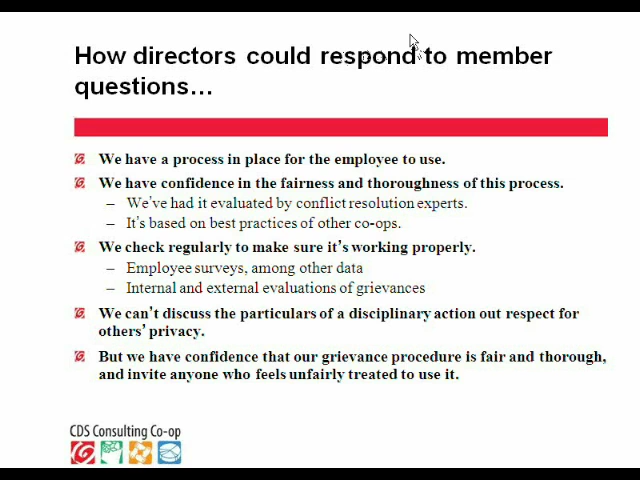 How directors could respond to member
questions…
We have a process in place for the employee to use.
We have confidence in the fairness and thoroughness of this process.
– We've had it evaluated by conflict resolution experts.
– It's based on best practices of other co-ops.
We check regularly to make sure it's working properly.
– Employee surveys, among other data
– Internal and external evaluations of grievances
We can't discuss the particulars of a disciplinary action out respect for
others' privacy.
But we have confidence that our grievance procedure is fair and thorough,
and invite anyone who feels unfairly treated to use it.
CDS Consulting Co-op